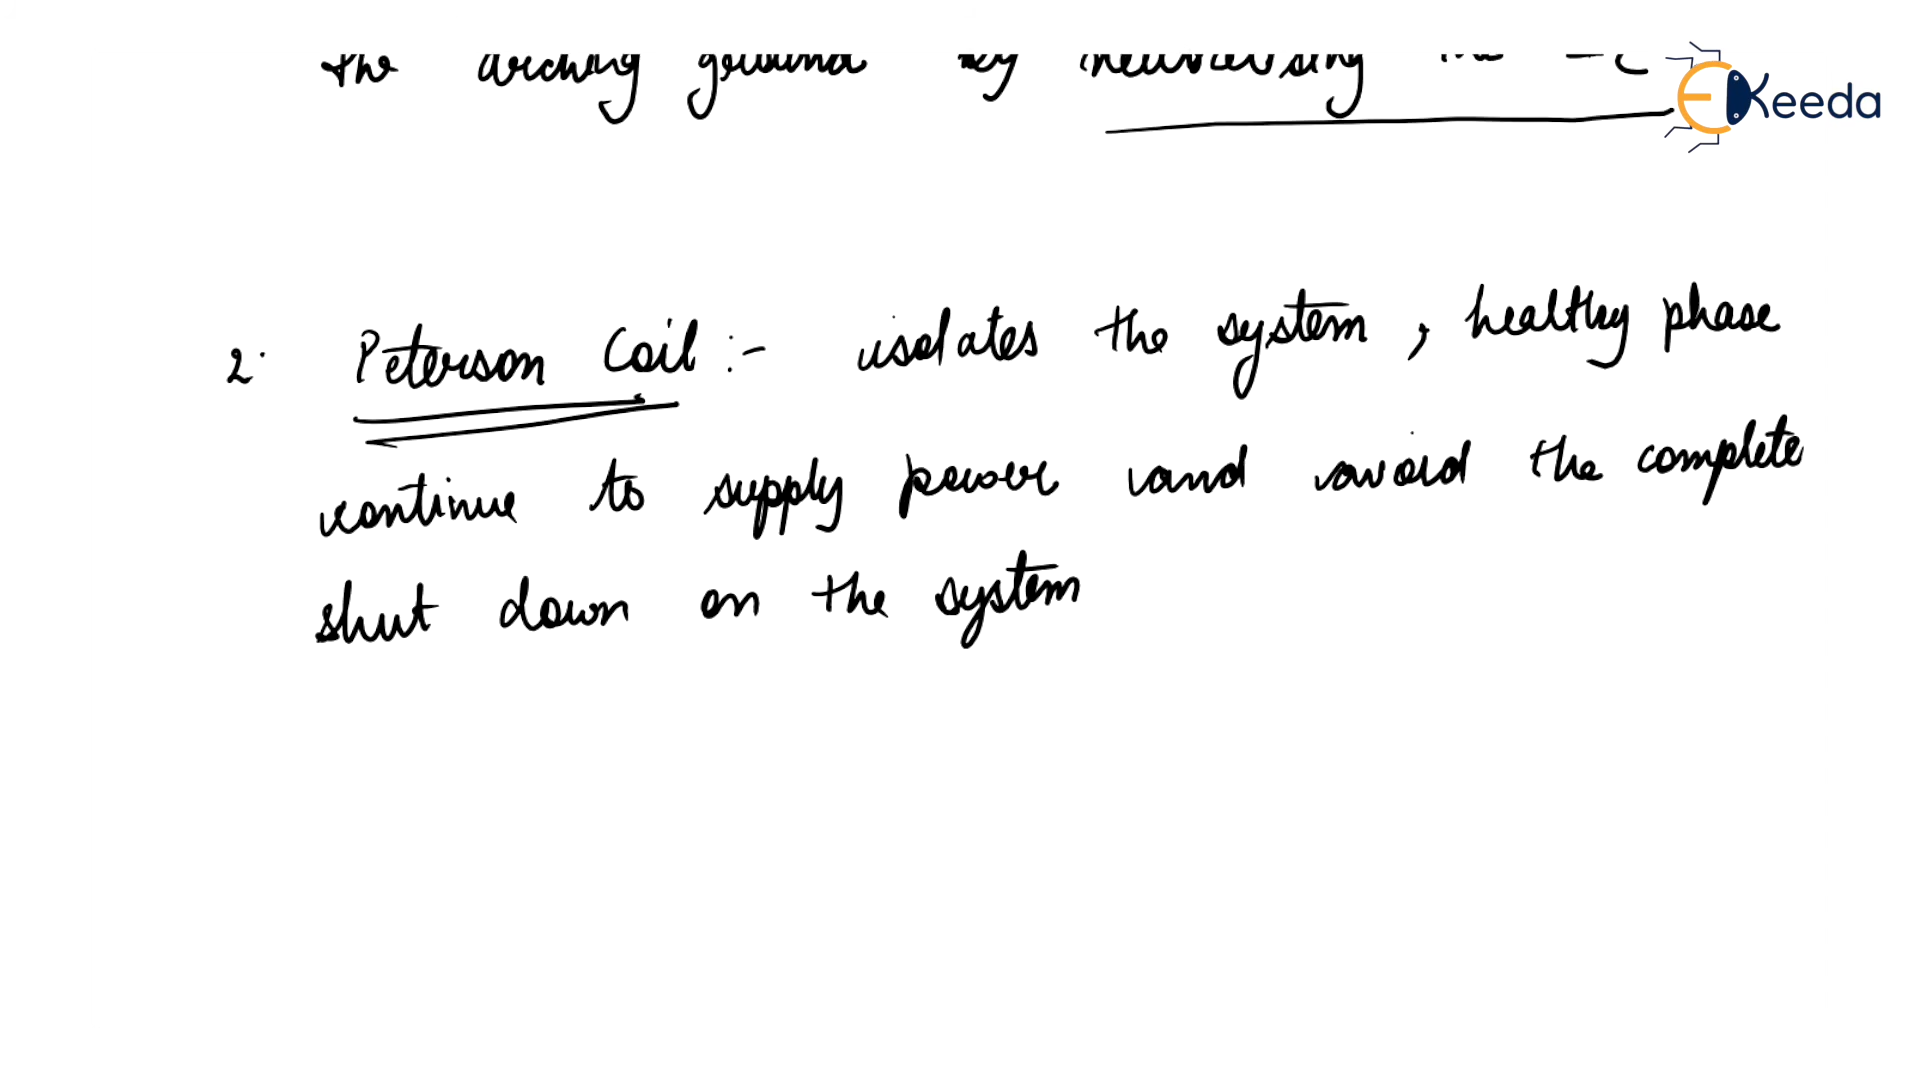 the arching ground by neutralising the
EKeeda
2. Peterson Coil :- isolates the system, healthy phase
continue to supply power and avoid the complete
shut down on the system